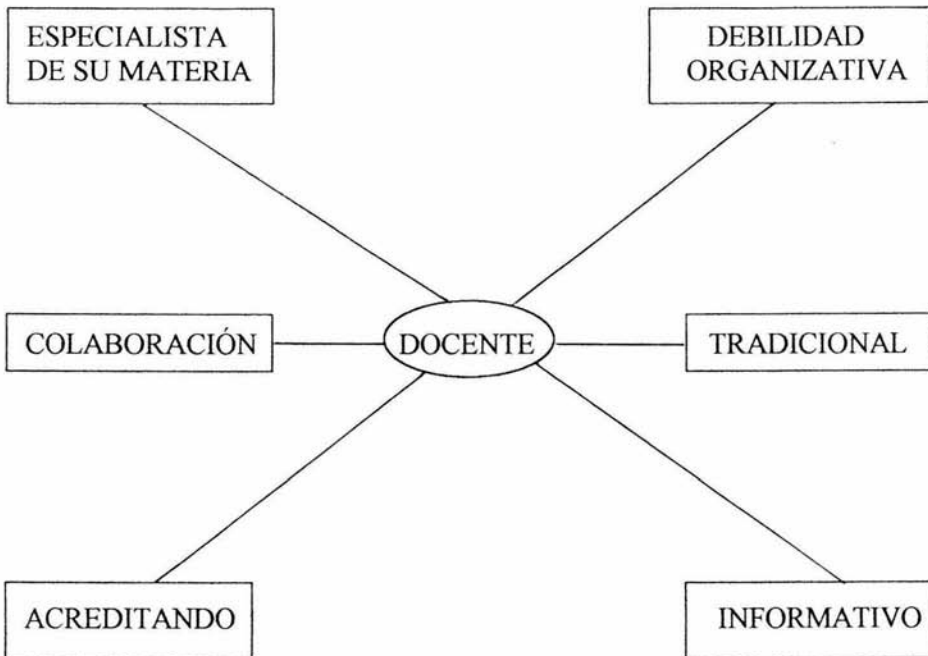 ESPECIALISTA
DE SU MATERIA
DEBILIDAD
ORGANIZATIVA
COLABORACIÓN
DOCENTE
TRADICIONAL
ACREDITANDO
INFORMATIVO